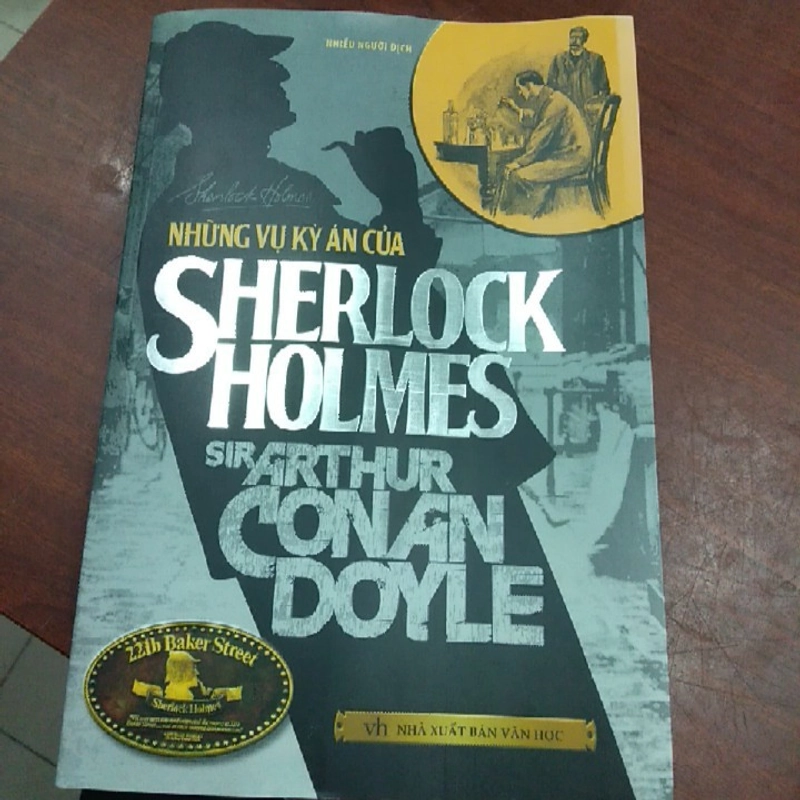 NHIỀU NGƯỜI DỊCH
Sherlock Holmes
NHỮNG VỤ KỲ ÁN CỦA
SHERLOCK
HOLMES
SIR ARTHUR
CONAN
DOYLE
221b Baker Street
Sherlock Holmes
vh NHÀ XUẤT BẢN VĂN HỌC